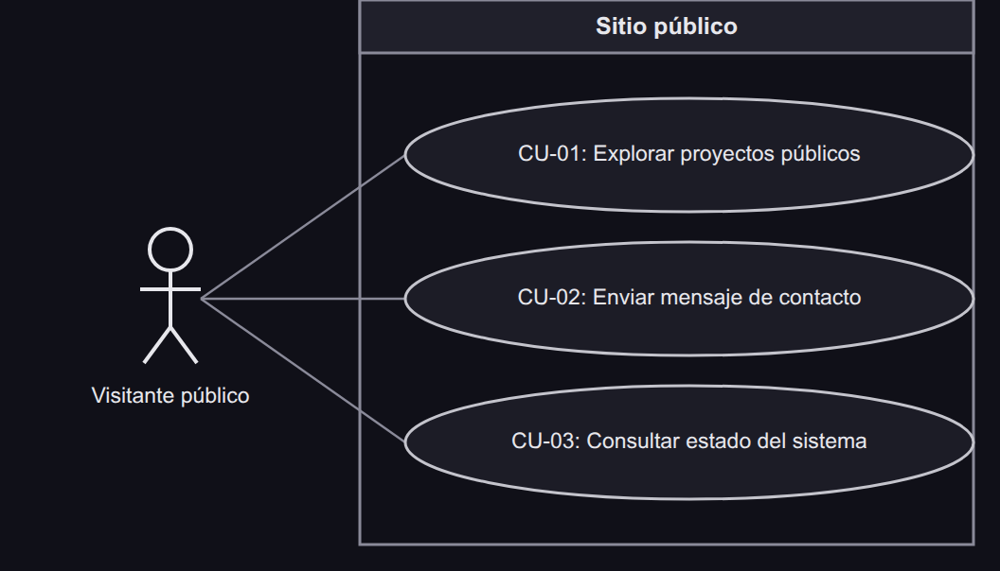 Sitio público
CU-01: Explorar proyectos públicos
CU-02: Enviar mensaje de contacto
Visitante público
CU-03: Consultar estado del sistema